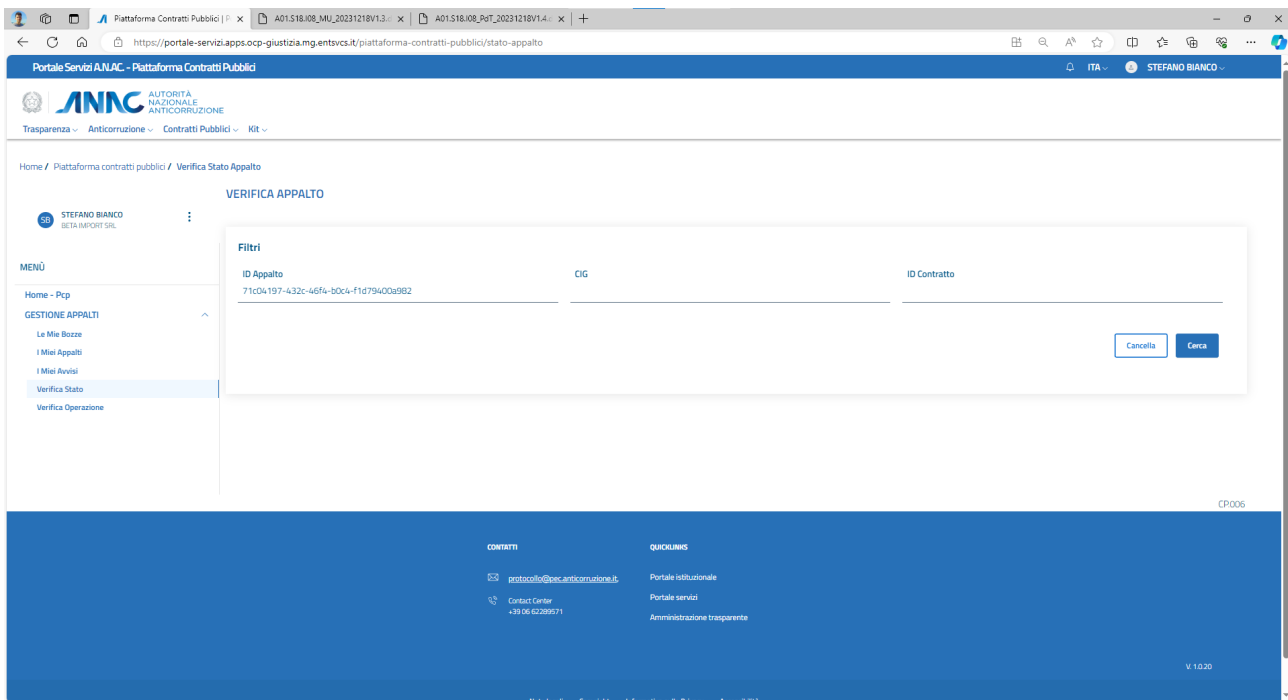 Piattaforma Contratti Pubblici | P
A01.S18.I08_MU_20231218V1.3.
A01.S18.I08_PdT_20231218V1.4.
https://portale-servizi.apps.ocp-giustizia.mg.entsvcs.it/piattaforma-contratti-pubblici/stato-appalto
Portale Servizi A.N.AC. - Piattaforma Contratti Pubblici
ITA
STEFANO BIANCO
ANAC
AUTORITÀ
NAZIONALE
ANTICORRUZIONE
Trasparenza Anticorruzione Contratti Pubblici Kit
Home / Piattaforma contratti pubblici / Verifica Stato Appalto
VERIFICA APPALTO
SB
STEFANO BIANCO
BETA IMPORT SRL
MENÙ
Home - Pcp
GESTIONE APPALTI
Le Mie Bozze
I Miei Appalti
I Miei Avvisi
Verifica Stato
Verifica Operazione
Filtri
ID Appalto
71c04197-432c-46f4-b0c4-f1d79400a982
CIG
ID Contratto
Cancella
Cerca
CP.006
CONTATTI
protocollo@pec.anticorruzione.it,
Contact Center
+39 06 62289571
QUICKLINKS
Portale istituzionale
Portale servizi
Amministrazione trasparente
V. 1.0.20